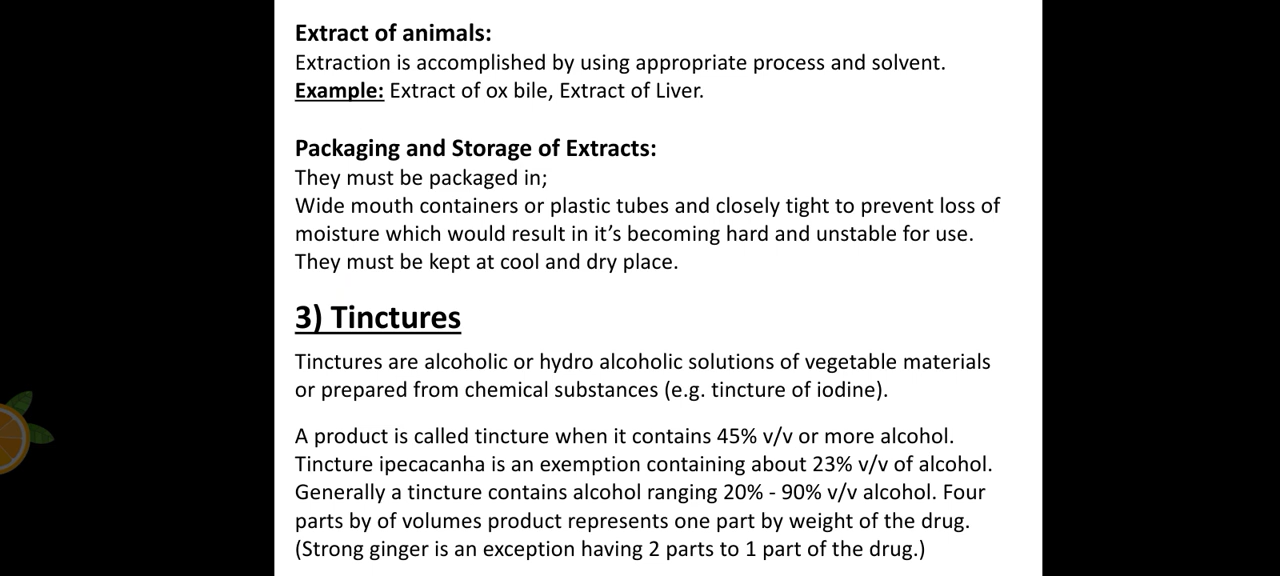 Extract of animals:
Extraction is accomplished by using appropriate process and solvent.
Example: Extract of ox bile, Extract of Liver.
Packaging and Storage of Extracts:
They must be packaged in;
Wide mouth containers or plastic tubes and closely tight to prevent loss of
moisture which would result in it’s becoming hard and unstable for use.
They must be kept at cool and dry place.
3) Tinctures
Tinctures are alcoholic or hydro alcoholic solutions of vegetable materials
or prepared from chemical substances (e.g. tincture of iodine).
A product is called tincture when it contains 45% v/v or more alcohol.
Tincture ipecacanha is an exemption containing about 23% v/v of alcohol.
Generally a tincture contains alcohol ranging 20% - 90% v/v alcohol. Four
parts by of volumes product represents one part by weight of the drug.
(Strong ginger is an exception having 2 parts to 1 part of the drug.)